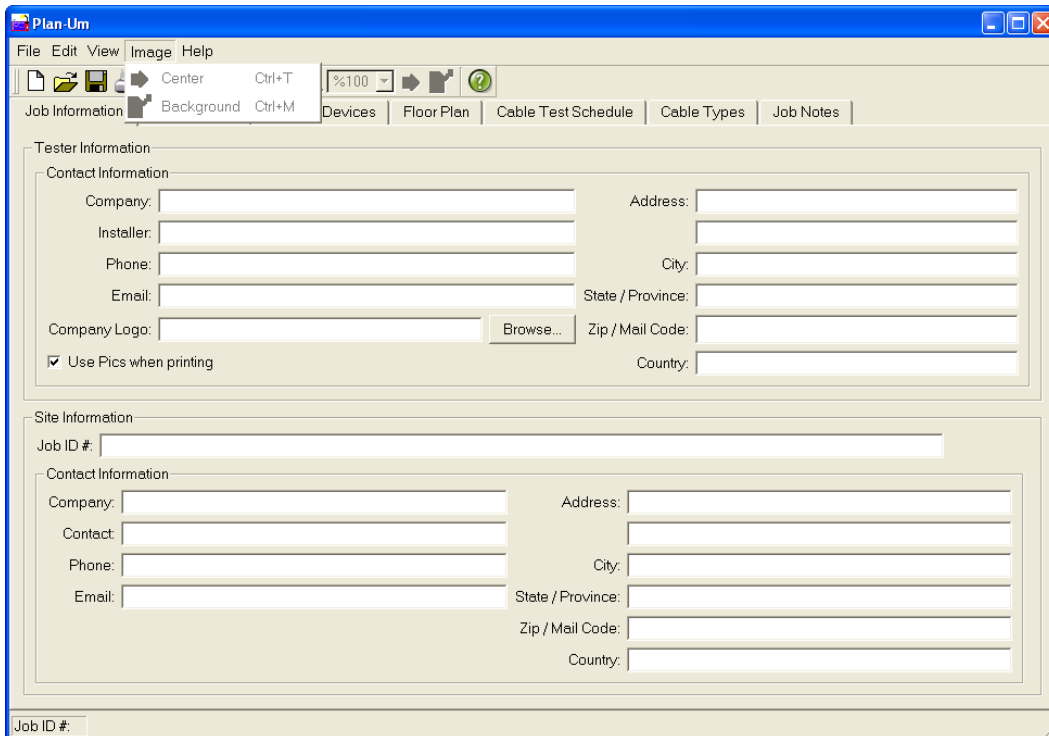 Plan-Um
File Edit View Image Help
Center Ctrl+T
%100
Background Ctrl+M
Job Information Devices Floor Plan Cable Test Schedule Cable Types Job Notes
Tester Information
Contact Information
Company:
Address:
Installer:
Phone:
City:
Email:
State / Province:
Company Logo:
Browse...
Zip / Mail Code:
Use Pics when printing
Country:
Site Information
Job ID #:
Contact Information
Company:
Address:
Contact:
Phone:
City:
Email:
State / Province:
Zip / Mail Code:
Country:
Job ID #: